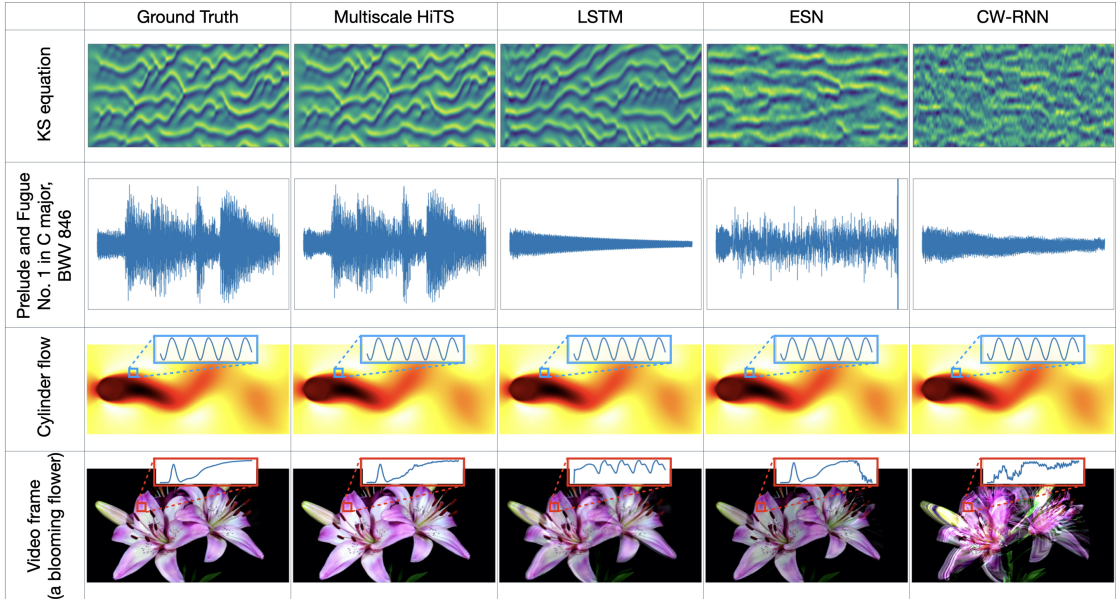 Ground Truth
Multiscale HiTS
LSTM
ESN
CW-RNN
KS equation
Prelude and Fugue
No. 1 in C major,
BWV 846
Cylinder flow
Video frame
(a blooming flower)